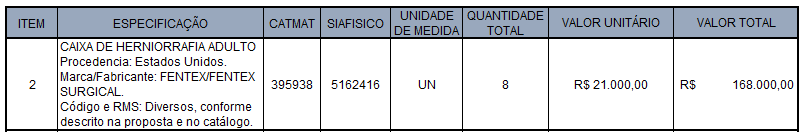 ITEM ESPECIFICAÇÃO CATMAT SIAFISICO UNIDADE DE MEDIDA QUANTIDADE TOTAL VALOR UNITÁRIO VALOR TOTAL
CAIXA DE HERNIORRAFIA ADULTO
Procedencia: Estados Unidos.
Marca/Fabricante: FENTEX/FENTEX
2 SURGICAL. 395938 5162416 UN 8 R$ 21.000,00 R$ 168.000,00
Código e RMS: Diversos, conforme
descrito na proposta e no catálogo.